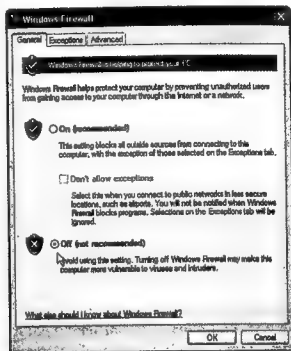 Windows Firewall
General Exceptions Advanced
Windows Firewall is helping to protect your PC
Windows Firewall helps protect your computer by preventing unauthorized users
from gaining access to your computer through the Internet or a network.
On (recommended)
This setting blocks all outside sources from connecting to this
computer, with the exception of those selected on the Exceptions tab.
Don't allow exceptions
Select this when you connect to public networks in less secure
locations, such as airports. You will not be notified when Windows
Firewall blocks programs. Selections on the Exceptions tab will be
ignored.
Off (not recommended)
Avoid using this setting. Turning off Windows Firewall may make this
computer more vulnerable to viruses and intruders.
What else should I know about Windows Firewall?
OK Cancel